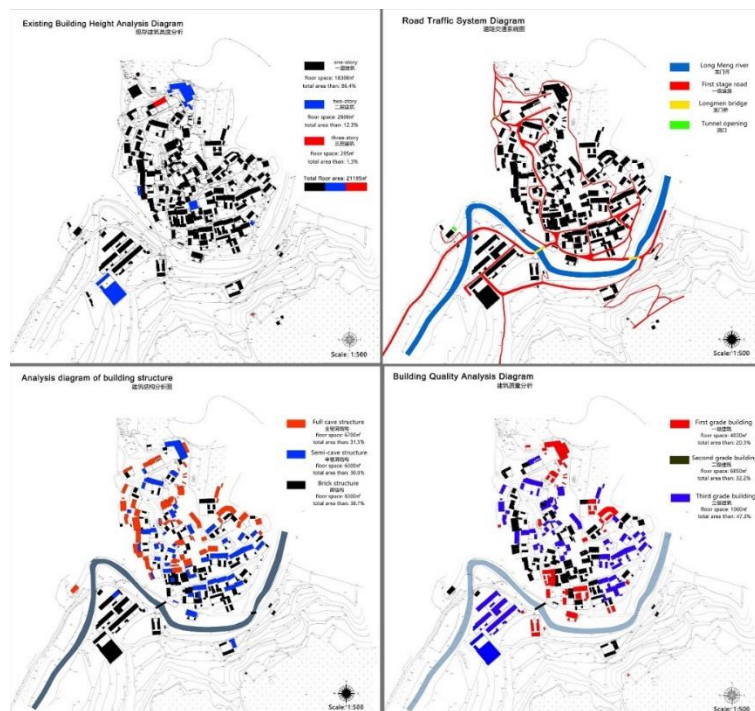 Existing Building Height Analysis Diagram
现存建筑高度分析
one-story
一层建筑
floor space: 18300㎡
total area than: 86.4%
two-story
二层建筑
floor space: 2600㎡
total area than: 12.3%
three-story
三层建筑
floor space: 295㎡
total area than: 1.3%
Total floor area: 21195㎡
Scale: 1:500
Road Traffic System Diagram
道路交通系统图
Long Meng river
龙门河
First stage road
一级道路
Longmen bridge
龙门桥
Tunnel opening
洞口
Scale:1:500
Analysis diagram of building structure
建筑结构分析图
Full cave structure
全窑洞结构
floor space: 6700㎡
total area than: 31.3%
Semi-cave structure
半窑洞结构
floor space: 6000㎡
total area than: 30.0%
Brick structure
砖结构
floor space: 8300㎡
total area than: 38.7%
Scale:1:500
Building Quality Analysis Diagram
建筑质量分析
First grade building
一级建筑
total area than: 20.5%
Second grade building
二级建筑
floor space: 6850㎡
total area than: 32.2%
Third grade building
三级建筑
total area than: 47.3%
Scale:1:500